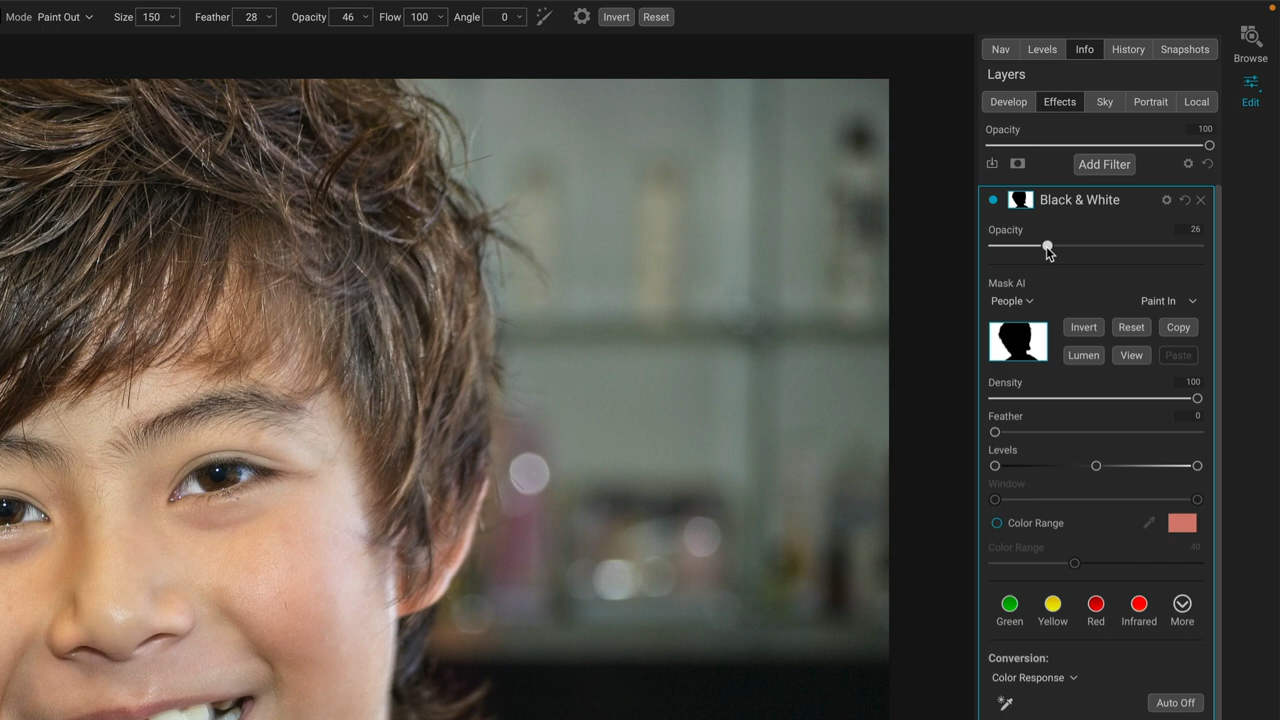 Mode Paint Out Size 150 Feather 28 Opacity 46 Flow 100 Angle 0 Invert Reset
Nav Levels Info History Snapshots
Browse
Layers
Edit
Develop Effects Sky Portrait Local
Opacity 100
Add Filter
Black & White
Opacity 26
Mask AI
People Paint In
Invert Reset Copy
Lumen View Paste
Density 100
Feather 0
Levels
Window
Color Range
Color Range 40
Green Yellow Red Infrared More
Conversion:
Color Response
Auto Off